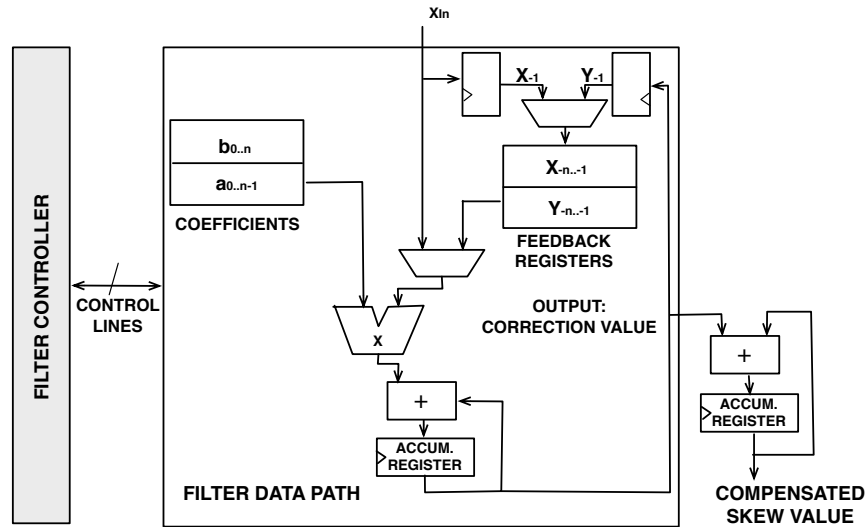 XIn
X-1
Y-1
b0..n
a0..n-1
COEFFICIENTS
X-n..-1
Y-n..-1
FEEDBACK
REGISTERS
FILTER CONTROLLER
CONTROL
LINES
OUTPUT:
CORRECTION VALUE
X
+
+
ACCUM.
REGISTER
ACCUM.
REGISTER
FILTER DATA PATH
COMPENSATED
SKEW VALUE